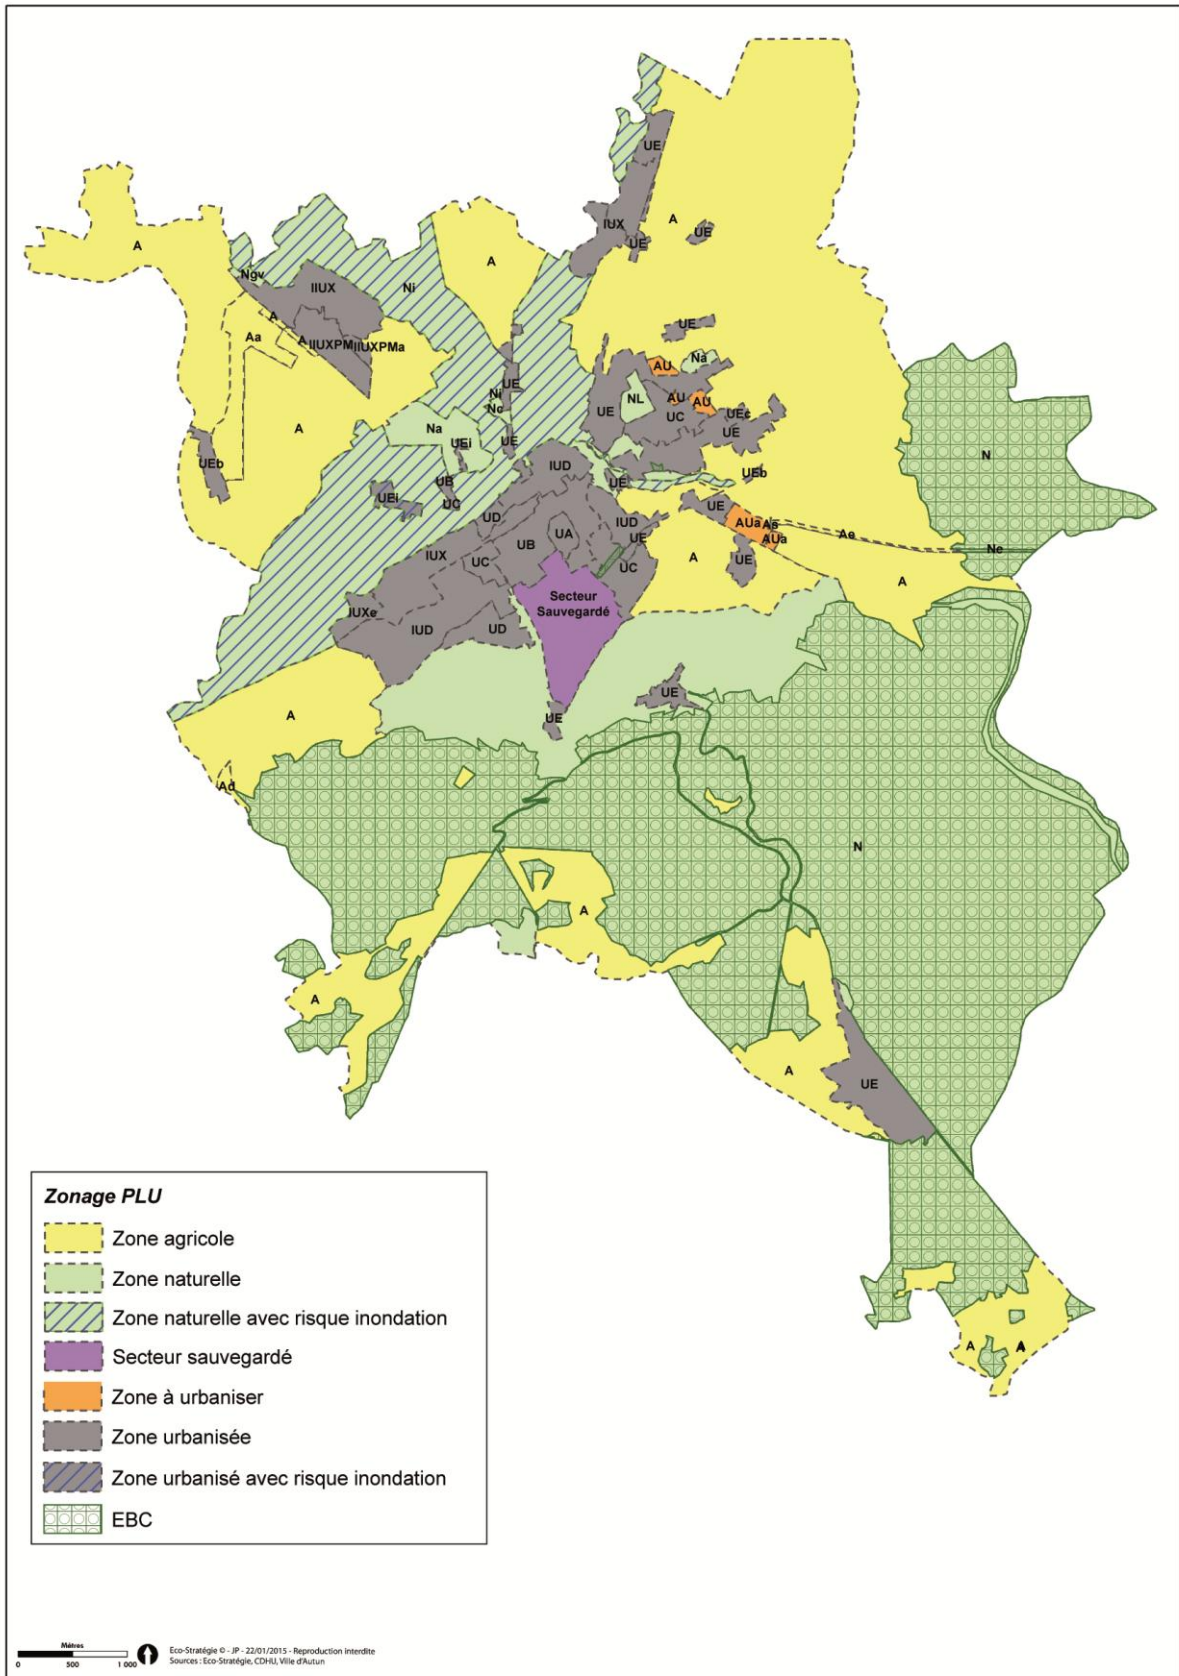 UE
A
IUX
UE
UE
A
A
Ngv
IIUX
Ni
A
Aa
A
IIUXPM
IIUXPMa
UE
AU
Na
UE
Ni
Nc
NL
AU
AU
UE
UC
UEc
UE
A
Na
UEi
UE
N
UEb
IUD
UEb
UB
UE
UEi
UC
UE
UD
IUD
AUa
As
UA
UE
AUa
Ae
UB
IUX
UC
UC
A
UE
Ne
A
Secteur
Sauvegardé
IUXe
IUD
UD
UE
A
UE
Ad
N
A
A
A
UE
A
A
Zonage PLU
Zone agricole
Zone naturelle
Zone naturelle avec risque inondation
Secteur sauvegardé
Zone à urbaniser
Zone urbanisée
Zone urbanisé avec risque inondation
EBC
Mètres
0 500 1 000
Eco-Stratégie © - JP - 22/01/2015 - Reproduction interdite
Sources : Eco-Stratégie, CDHU, Ville d'Autun